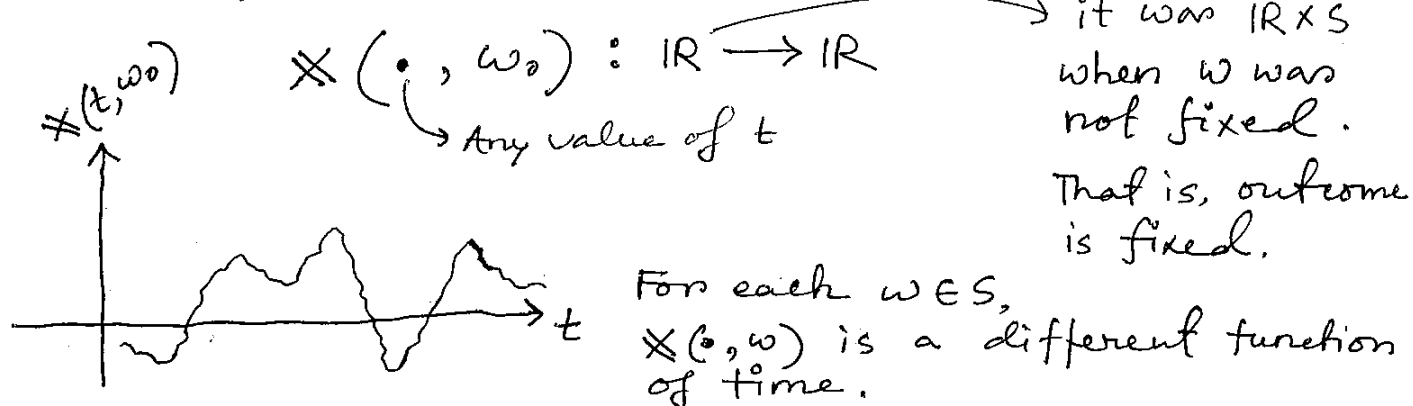 𝕏(·, ω₀) : ℝ → ℝ
it was ℝ × S
when ω was
not fixed.
That is, outcome
is fixed.
Any value of t
𝕏(t, ω₀)
t
For each ω ∈ S,
𝕏(·, ω) is a different function
of time.